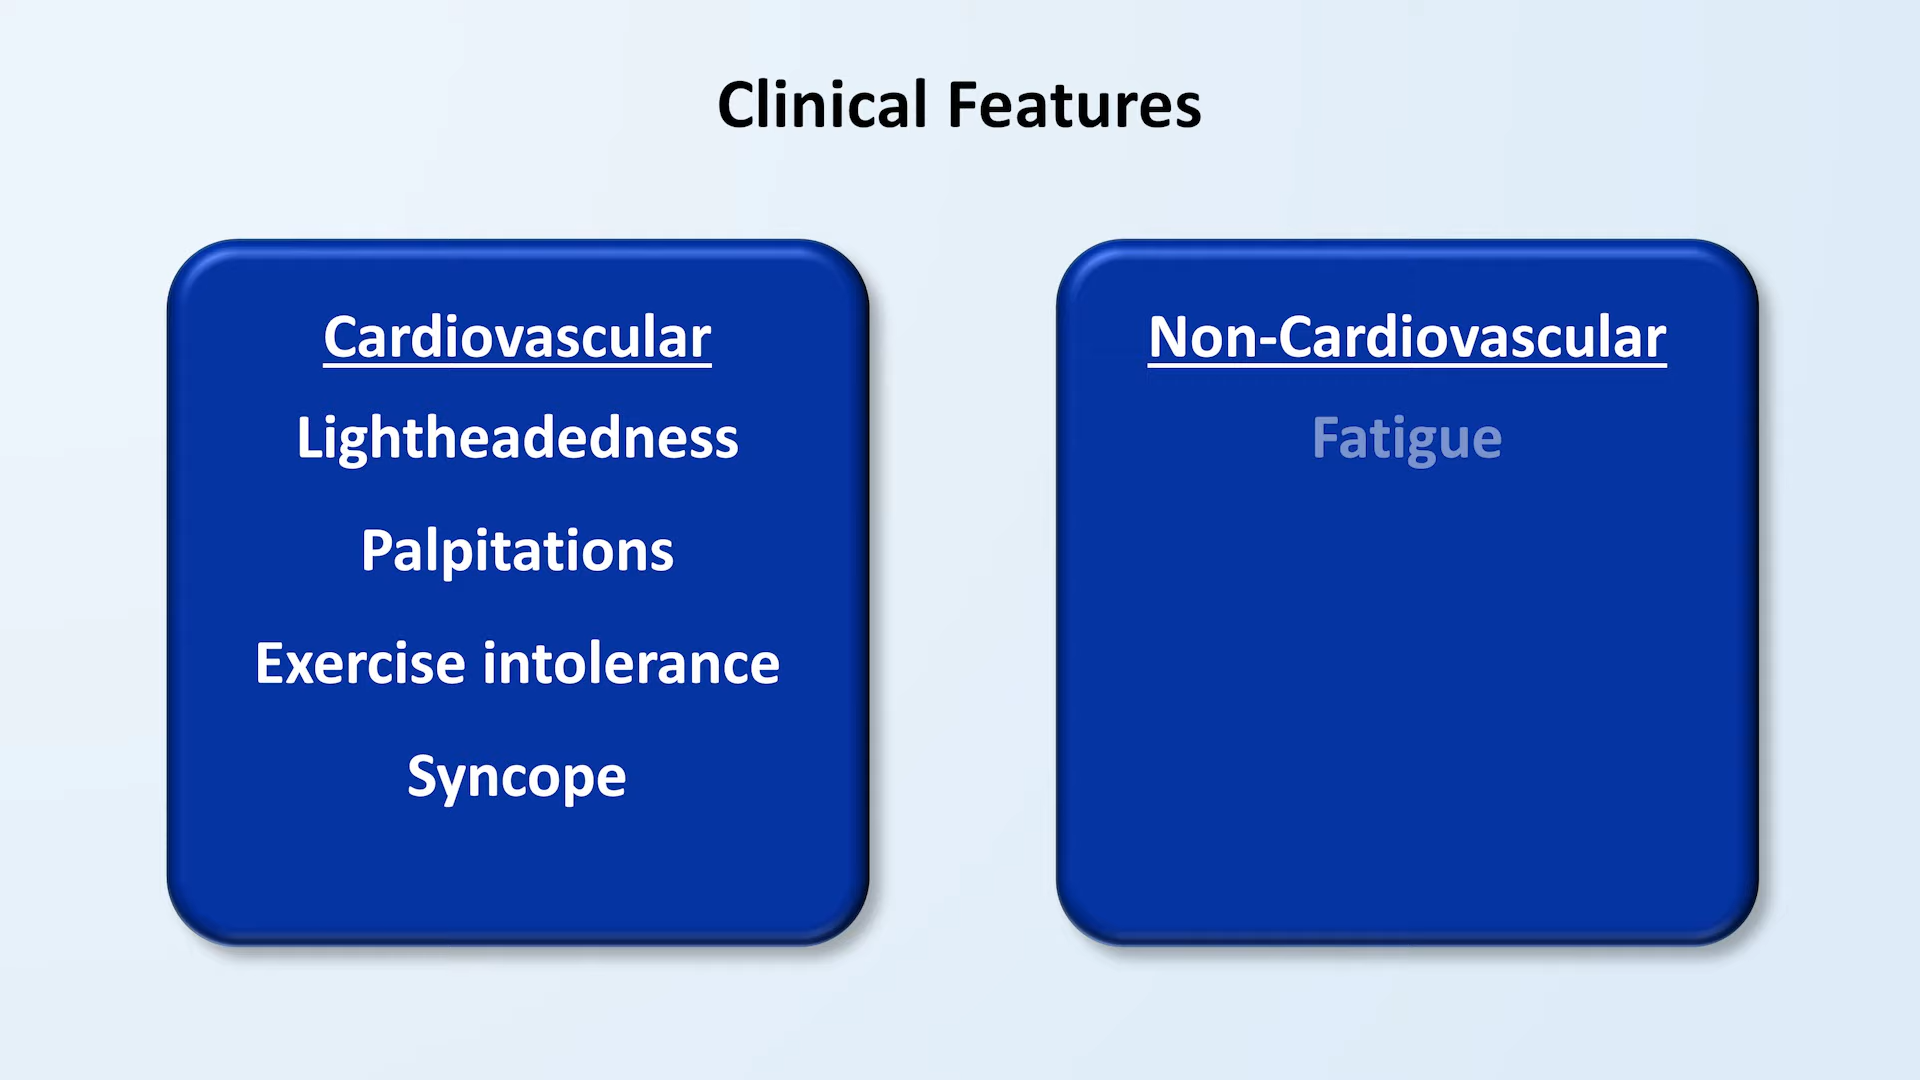 Clinical Features
Cardiovascular
Lightheadedness
Palpitations
Exercise intolerance
Syncope
Non-Cardiovascular
Fatigue